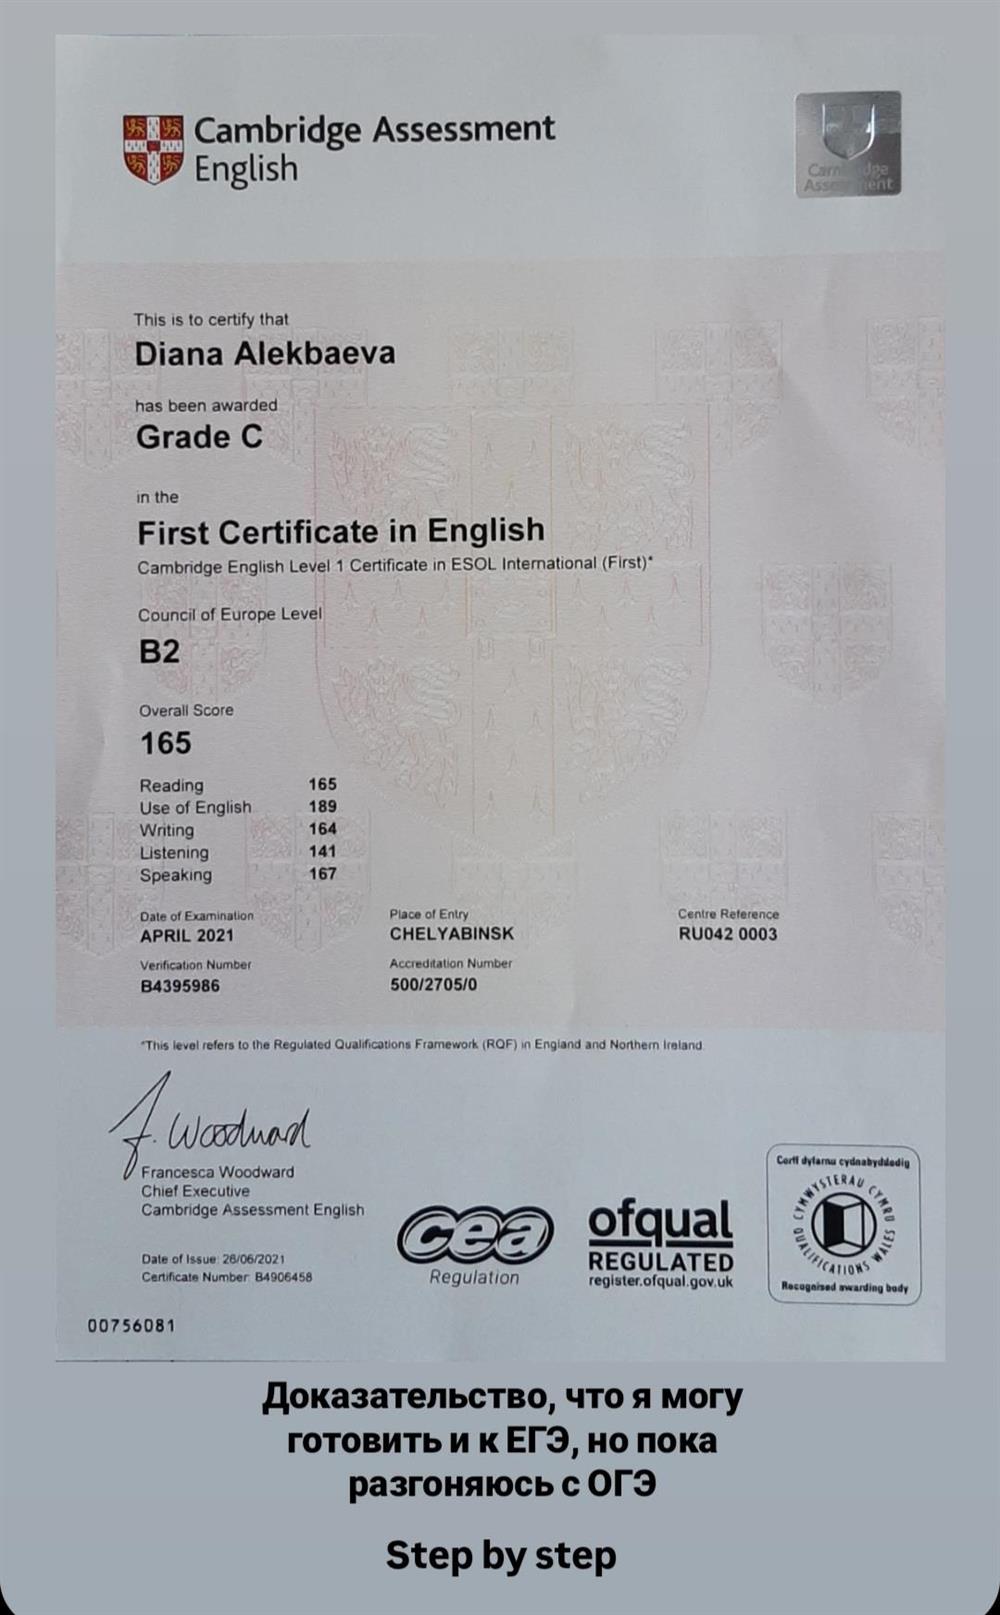 Cambridge Assessment
English
Cambridge
Assessment
This is to certify that
Diana Alekbaeva
has been awarded
Grade C
in the
First Certificate in English
Cambridge English Level 1 Certificate in ESOL International (First)*
Council of Europe Level
B2
Overall Score
165
Reading 165
Use of English 189
Writing 164
Listening 141
Speaking 167
Date of Examination Place of Entry Centre Reference
APRIL 2021 CHELYABINSK RU042 0003
Verification Number Accreditation Number
B4395986 500/2705/0
*This level refers to the Regulated Qualifications Framework (RQF) in England and Northern Ireland.
F. Woodward
Francesca Woodward
Chief Executive
Cambridge Assessment English
Date of Issue: 26/06/2021
Certificate Number: B4906458
00756081
cea
Regulation
ofqual
REGULATED
register.ofqual.gov.uk
Corff dyfarnu cydnabyddedig
CYMWYSTERAU CYMRU
QUALIFICATIONS WALES
Recognised awarding body
Доказательство, что я могу
готовить и к ЕГЭ, но пока
разгоняюсь с ОГЭ
Step by step